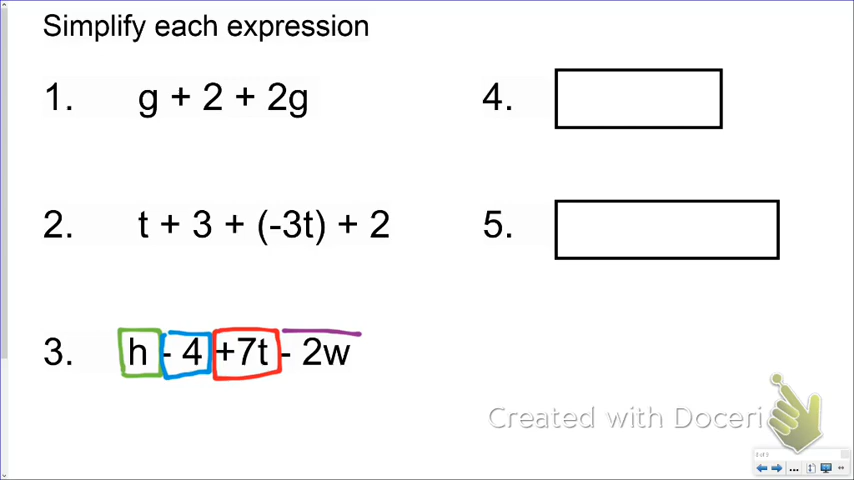 Simplify each expression
1. g + 2 + 2g
4.
2. t + 3 + (-3t) + 2
5.
3. h - 4 +7t - 2w
Created with Doceri